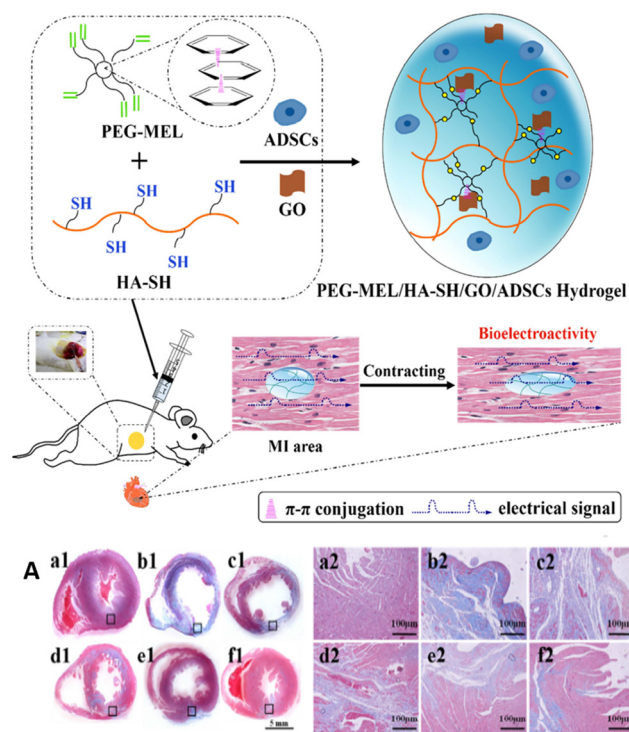 PEG-MEL
+
SH
SH
SH
SH
SH
HA-SH
ADSCs
GO
PEG-MEL/HA-SH/GO/ADSCs Hydrogel
MI area
Contracting
Bioelectroactivity
π-π conjugation
electrical signal
A
a1
b1
c1
d1
e1
f1
5 mm
a2
100μm
b2
100μm
c2
100μm
d2
100μm
e2
100μm
f2
100μm